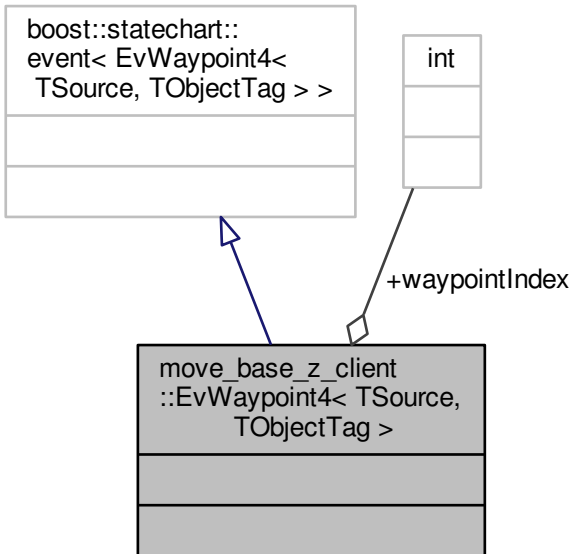 boost::statechart::
event< EvWaypoint4<
TSource, TObjectTag > >
int
+waypointIndex
move_base_z_client
::EvWaypoint4< TSource,
TObjectTag >